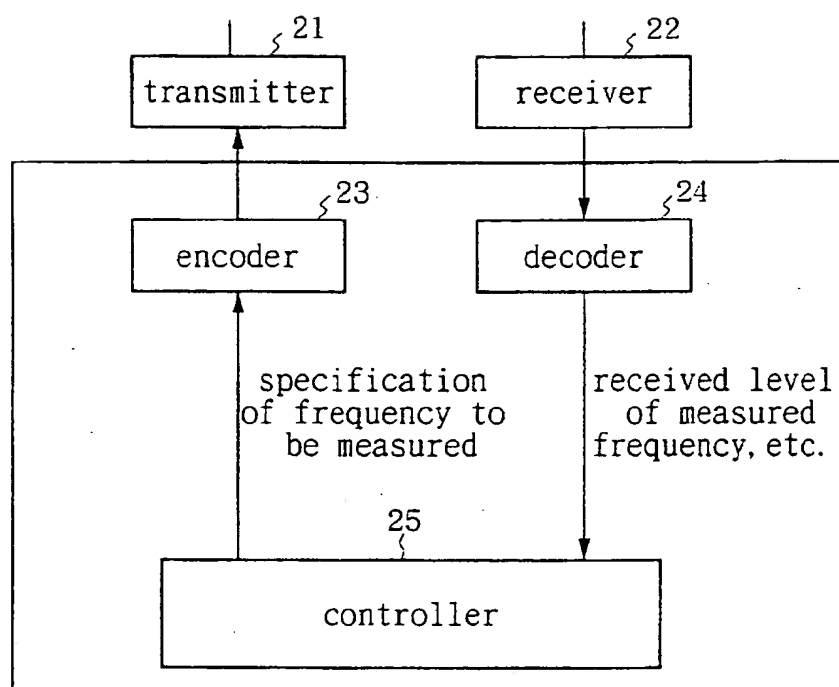 21
22
transmitter
receiver
23
24
encoder
decoder
specification
of frequency to
be measured
received level
of measured
frequency, etc.
25
controller